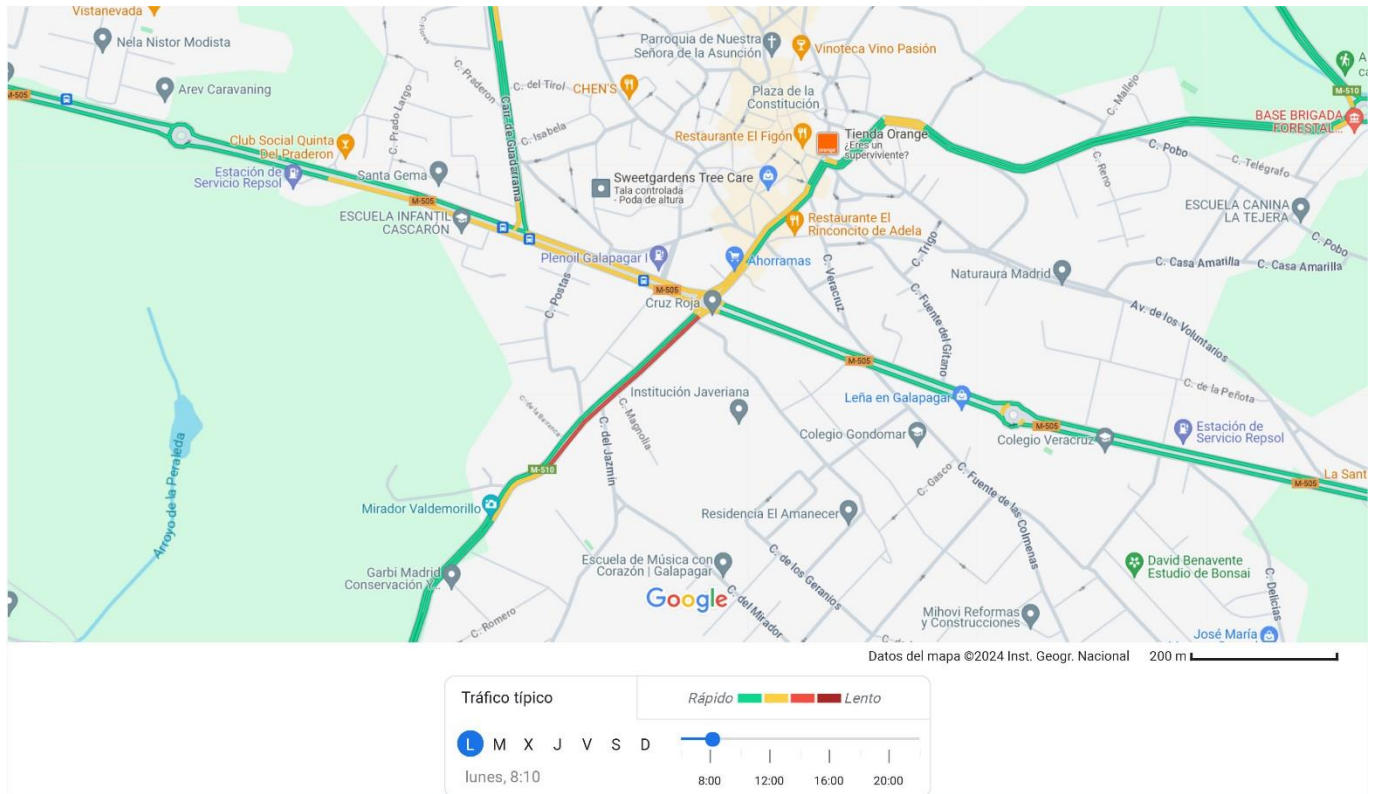 Vistanevada
Nela Nistor Modista
Arev Caravaning
M-505
Club Social Quinta
Del Praderon
Estación de
Servicio Repsol
Santa Gema
M-505
ESCUELA INFANTIL
CASCARÓN
C. Prado Largo
C. Praderon
Carr. de Guadarrama
C. del Tirol
CHEN'S
C. Isabela
Parroquia de Nuestra
Señora de la Asunción
Vinoteca Vino Pasión
Plaza de la
Constitución
Restaurante El Figón
Tienda Orange
¿Eres un
superviviente?
Sweetgardens Tree Care
Tala controlada
- Poda de altura
Restaurante El
Rinconcito de Adela
Plenoil Galapagar I
Ahorramas
M-505
Cruz Roja
C. Postas
C. Veracruz
C. Trigo
C. Fuente del Gitano
C. Mallejo
C. Reno
C. Pobo
C. Telégrafo
M-510
BASE BRIGADA
FORESTAL...
ESCUELA CANINA
LA TEJERA
C. Pobo
C. Casa Amarilla
C. Casa Amarilla
Naturaura Madrid
Av. de los Voluntarios
C. de la Peñota
M-505
Leña en Galapagar
M-505
Colegio Gondomar
Colegio Veracruz
Estación de
Servicio Repsol
La Sant
M-505
Institución Javeriana
C. Magnolia
C. del Jazmín
M-510
Mirador Valdemorillo
Arroyo de la Peraleda
Garbi Madrid
Conservación Y...
C. Romero
Residencia El Amanecer
C. Gasco
C. Fuente de las Colmenas
C. de los Geranios
Escuela de Música con
Corazón | Galapagar
C. del Mirador
Google
David Benavente
Estudio de Bonsai
C. Delicias
Mihovi Reformas
y Construcciones
José María
Datos del mapa ©2024 Inst. Geogr. Nacional 200 m
Tráfico típico
Rápido Lento
L M X J V S D
lunes, 8:10
8:00 12:00 16:00 20:00